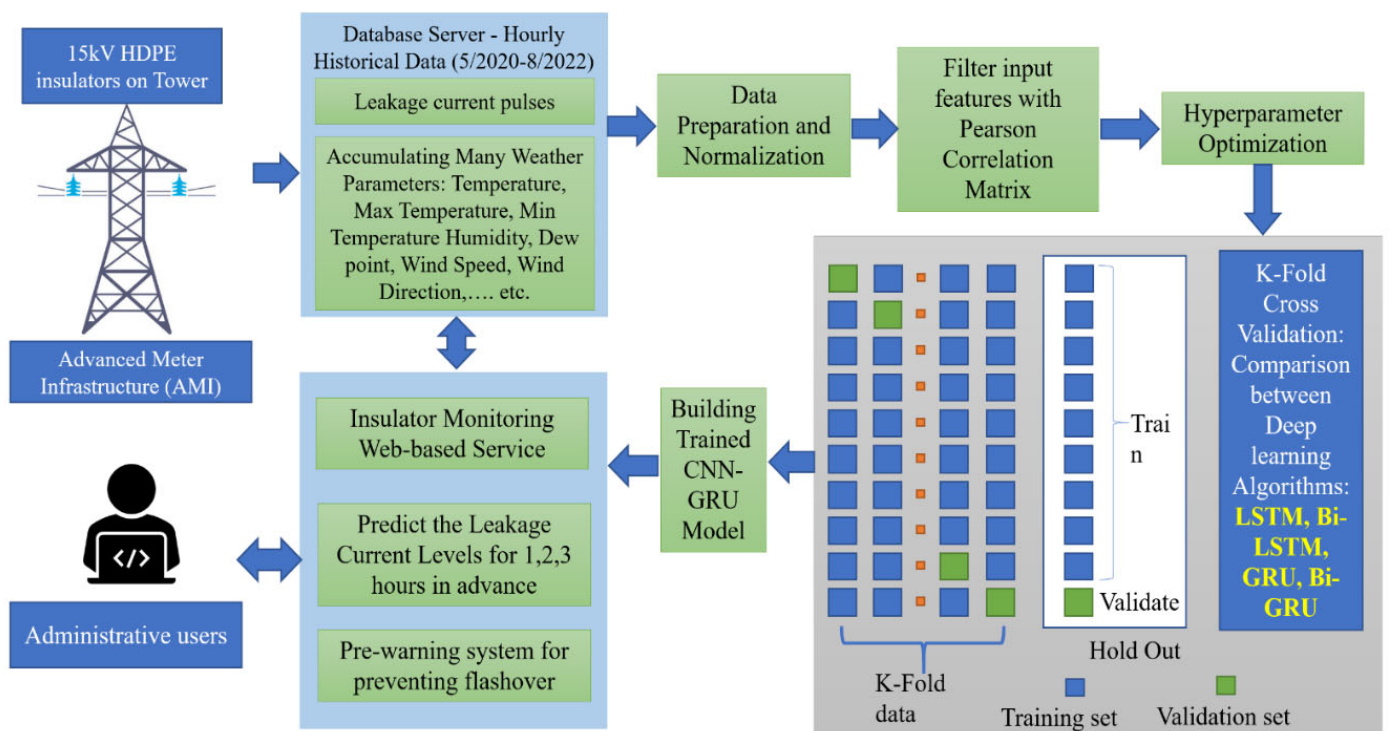 15kV HDPE
insulators on Tower
Advanced Meter
Infrastructure (AMI)
Database Server - Hourly
Historical Data (5/2020-8/2022)
Leakage current pulses
Accumulating Many Weather
Parameters: Temperature,
Max Temperature, Min
Temperature Humidity, Dew
point, Wind Speed, Wind
Direction,.... etc.
Data
Preparation and
Normalization
Filter input
features with
Pearson
Correlation
Matrix
Hyperparameter
Optimization
K-Fold
Cross
Validation:
Comparison
between
Deep
learning
Algorithms:
LSTM, Bi-
LSTM,
GRU, Bi-
GRU
Trai
n
Validate
Hold Out
K-Fold
data
Training set
Validation set
Building
Trained
CNN-
GRU
Model
Insulator Monitoring
Web-based Service
Predict the Leakage
Current Levels for 1,2,3
hours in advance
Pre-warning system for
preventing flashover
</> 
Administrative users